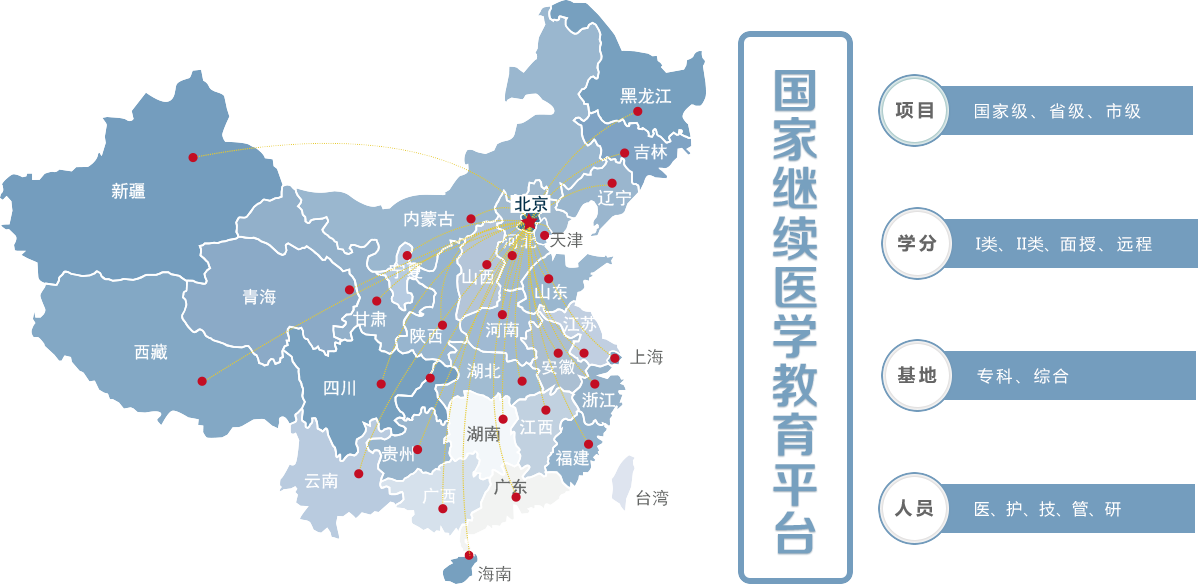 黑龙江
吉林
新疆
辽宁
北京
内蒙古
天津
河北
宁夏
山西
山东
青海
甘肃
江苏
河南
陕西
西藏
上海
安徽
湖北
四川
浙江
江西
湖南
贵州
福建
云南
广东
广西
台湾
海南
国家继续医学教育平台
项目
国家级、省级、市级
学分
I类、II类、面授、远程
基地
专科、综合
人员
医、护、技、管、研